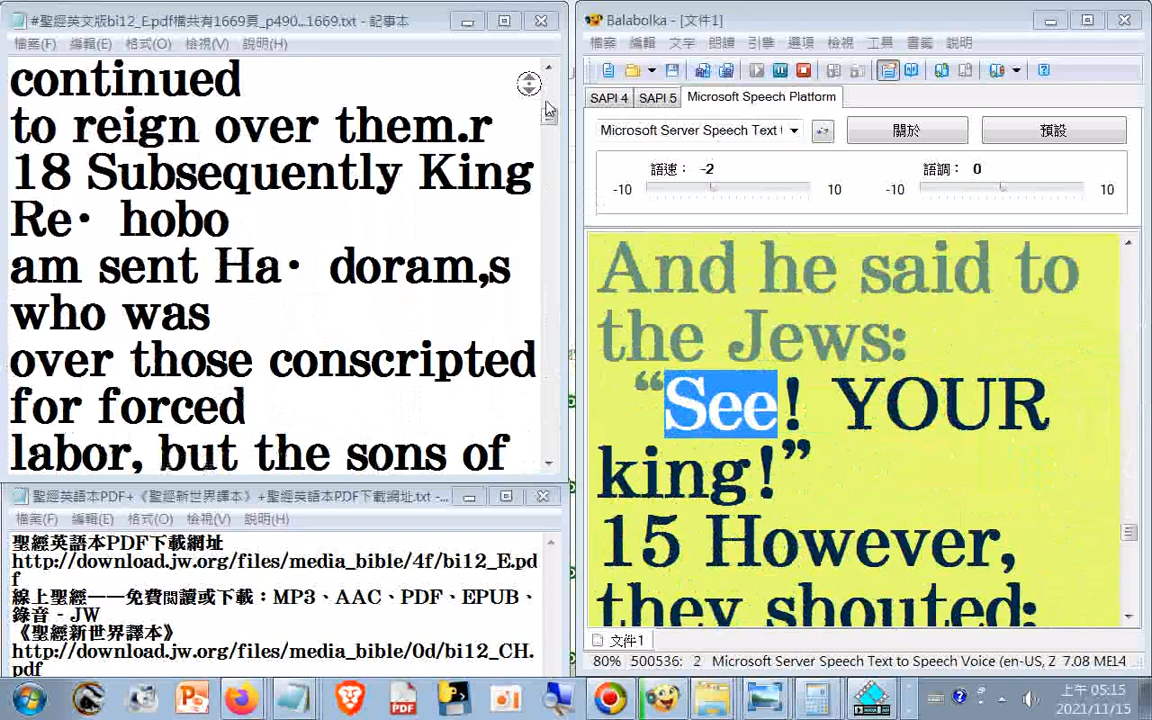 #聖經英文版bi12_E.pdf檔共有1669頁_p490...1669.txt - 記事本
檔案(F) 編輯(E) 格式(O) 檢視(V) 說明(H)
continued
to reign over them.r
18 Subsequently King
Re· hobo
am sent Ha· doram,s
who was
over those conscripted
for forced
labor, but the sons of
聖經英語本PDF+《聖經新世界譯本》+聖經英語本PDF下載網址.txt -...
檔案(F) 編輯(E) 格式(O) 檢視(V) 說明(H)
聖經英語本PDF下載網址
http://download.jw.org/files/media_bible/4f/bi12_E.pd
f
線上聖經──免費閱讀或下載：MP3、AAC、PDF、EPUB、
錄音 - JW
《聖經新世界譯本》
http://download.jw.org/files/media_bible/0d/bi12_CH.
pdf
Balabolka - [文件1]
檔案 編輯 文字 朗讀 引擎 選項 檢視 工具 書籤 說明
SAPI 4 SAPI 5 Microsoft Speech Platform
Microsoft Server Speech Text t 關於 預設
語速： -2 語調： 0
-10 10 -10 10
And he said to
the Jews:
“See! YOUR
king!”
15 However,
they shouted:
文件1
80% 500536: 2 Microsoft Server Speech Text to Speech Voice (en-US, Z 7.08 ME14
PDF
上午 05:15
2021/11/15